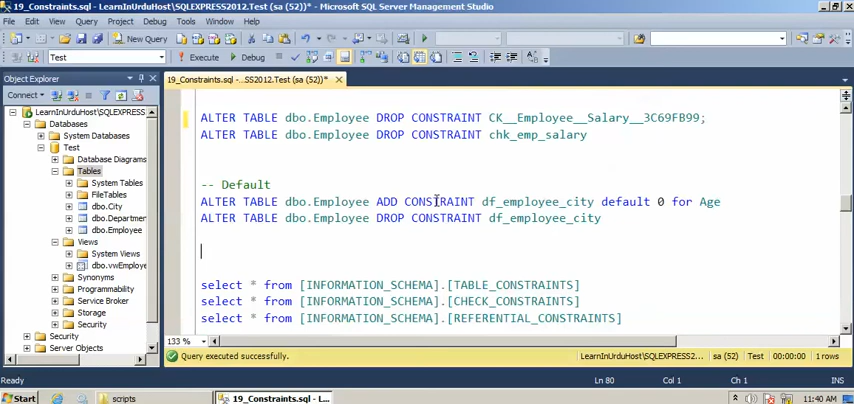 19_Constraints.sql - LearnInUrduHost\SQLEXPRESS2012.Test (sa (52))* - Microsoft SQL Server Management Studio
File Edit View Query Project Debug Tools Window Help
New Query
Test Execute Debug
Object Explorer
Connect
LearnInUrduHost\SQLEXPRESS
Databases
System Databases
Test
Database Diagrams
Tables
System Tables
FileTables
dbo.City
dbo.Departmen
dbo.Employee
Views
System Views
dbo.vwEmploye
Synonyms
Programmability
Service Broker
Storage
Security
Security
Server Objects
19_Constraints.sql -...SS2012.Test (sa (52))*
ALTER TABLE dbo.Employee DROP CONSTRAINT CK__Employee__Salary__3C69FB99;
ALTER TABLE dbo.Employee DROP CONSTRAINT chk_emp_salary
-- Default
ALTER TABLE dbo.Employee ADD CONSTRAINT df_employee_city default 0 for Age
ALTER TABLE dbo.Employee DROP CONSTRAINT df_employee_city
select * from [INFORMATION_SCHEMA].[TABLE_CONSTRAINTS]
select * from [INFORMATION_SCHEMA].[CHECK_CONSTRAINTS]
select * from [INFORMATION_SCHEMA].[REFERENTIAL_CONSTRAINTS]
133 %
Query executed successfully. LearnInUrduHost\SQLEXPRESS2... sa (52) Test 00:00:00 1 rows
Ready Ln 80 Col 1 Ch 1 INS
Start scripts 19_Constraints.sql - L... 11:40 AM